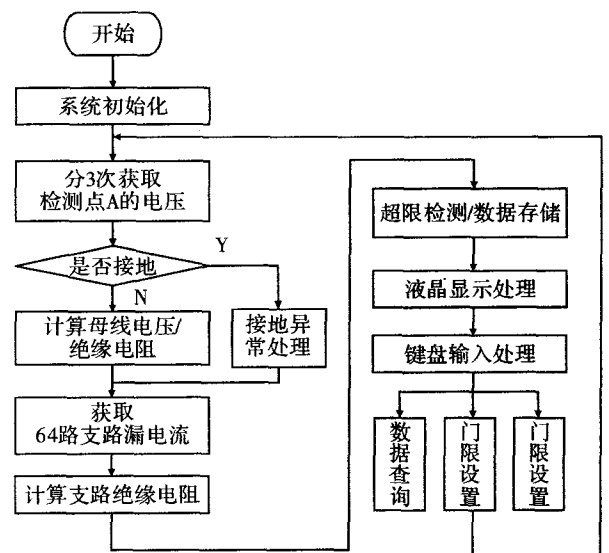 开始
系统初始化
分3次获取
检测点A的电压
是否接地
Y
N
计算母线电压/
绝缘电阻
接地异
常处理
获取
64路支路漏电流
计算支路绝缘电阻
超限检测/数据存储
液晶显示处理
键盘输入处理
数据查询
门限设置
门限设置